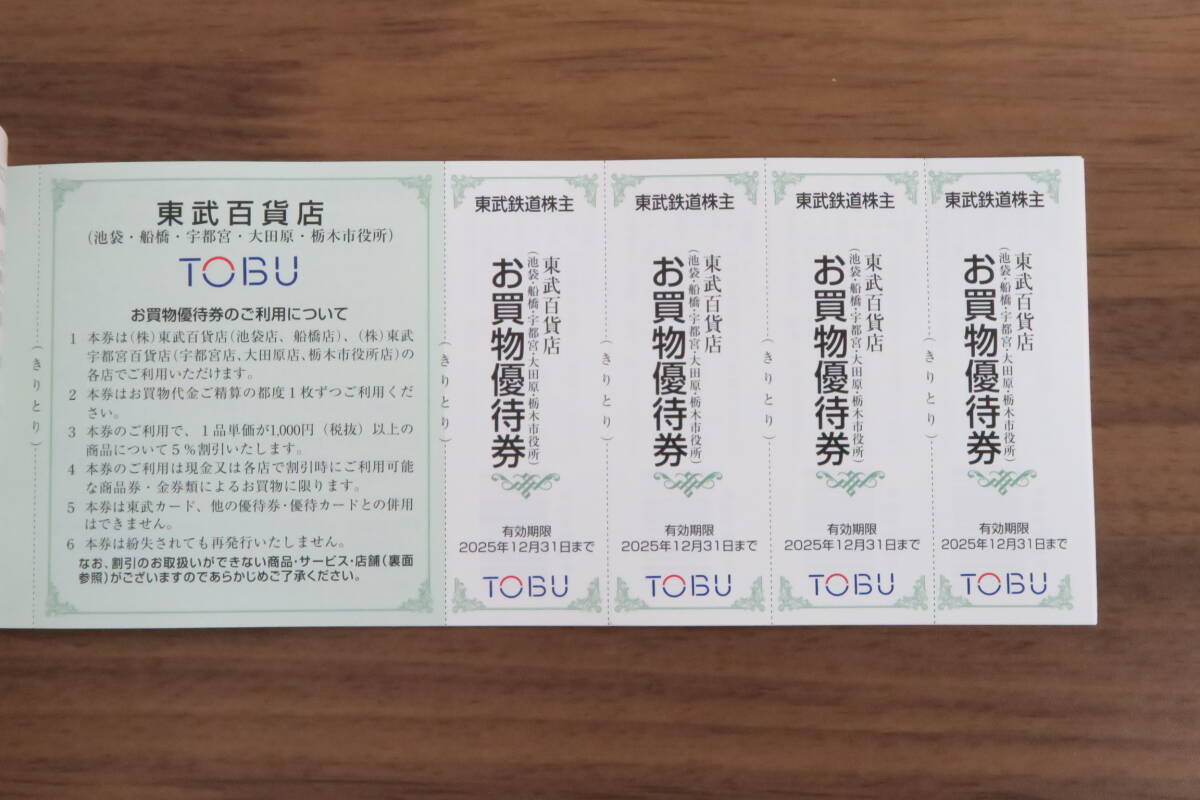 東武百貨店
(池袋・船橋・宇都宮・大田原・栃木市役所)
TOBU
お買物優待券のご利用について
1 本券は(株)東武百貨店(池袋店、船橋店)、(株)東武
宇都宮百貨店(宇都宮店、大田原店、栃木市役所店)の
各店でご利用いただけます。
2 本券はお買物代金ご精算の都度1枚ずつご利用くだ
さい。
3 本券のご利用で、1品単価が1,000円(税抜)以上の
商品について5%割引いたします。
4 本券のご利用は現金又は各店で割引時にご利用可能
な商品券・金券類によるお買物に限ります。
5 本券は東武カード、他の優待券・優待カードとの併用
はできません。
6 本券は紛失されても再発行いたしません。
なお、割引のお取扱いができない商品・サービス・店舗(裏面
参照)がございますのであらかじめご了承ください。
(きりとり)
(きりとり)
東武鉄道株主
東武百貨店
(池袋・船橋・宇都宮・大田原・栃木市役所)
お買物優待券
有効期限
2025年12月31日まで
TOBU
(きりとり)
東武鉄道株主
東武百貨店
(池袋・船橋・宇都宮・大田原・栃木市役所)
お買物優待券
有効期限
2025年12月31日まで
TOBU
(きりとり)
東武鉄道株主
東武百貨店
(池袋・船橋・宇都宮・大田原・栃木市役所)
お買物優待券
有効期限
2025年12月31日まで
TOBU
(きりとり)
東武鉄道株主
東武百貨店
(池袋・船橋・宇都宮・大田原・栃木市役所)
お買物優待券
有効期限
2025年12月31日まで
TOBU